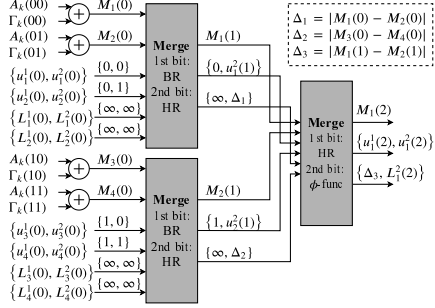 A_k(00)
Γ_k(00)
+
M_1(0)
A_k(01)
Γ_k(01)
+
M_2(0)
{u_1^1(0), u_1^2(0)}
{0, 0}
{u_2^1(0), u_2^2(0)}
{0, 1}
{L_1^1(0), L_1^2(0)}
{∞, ∞}
{L_2^1(0), L_2^2(0)}
{∞, ∞}
Merge
1st bit:
BR
2nd bit:
HR
M_1(1)
{0, u_1^2(1)}
{∞, Δ_1}
Δ_1 = |M_1(0) − M_2(0)|
Δ_2 = |M_3(0) − M_4(0)|
Δ_3 = |M_1(1) − M_2(1)|
A_k(10)
Γ_k(10)
+
M_3(0)
A_k(11)
Γ_k(11)
+
M_4(0)
{u_3^1(0), u_3^2(0)}
{1, 0}
{u_4^1(0), u_4^2(0)}
{1, 1}
{L_3^1(0), L_3^2(0)}
{∞, ∞}
{L_4^1(0), L_4^2(0)}
{∞, ∞}
Merge
1st bit:
BR
2nd bit:
HR
M_2(1)
{1, u_2^2(1)}
{∞, Δ_2}
Merge
1st bit:
HR
2nd bit:
ϕ-func
M_1(2)
{u_1^1(2), u_1^2(2)}
{Δ_3, L_1^2(2)}